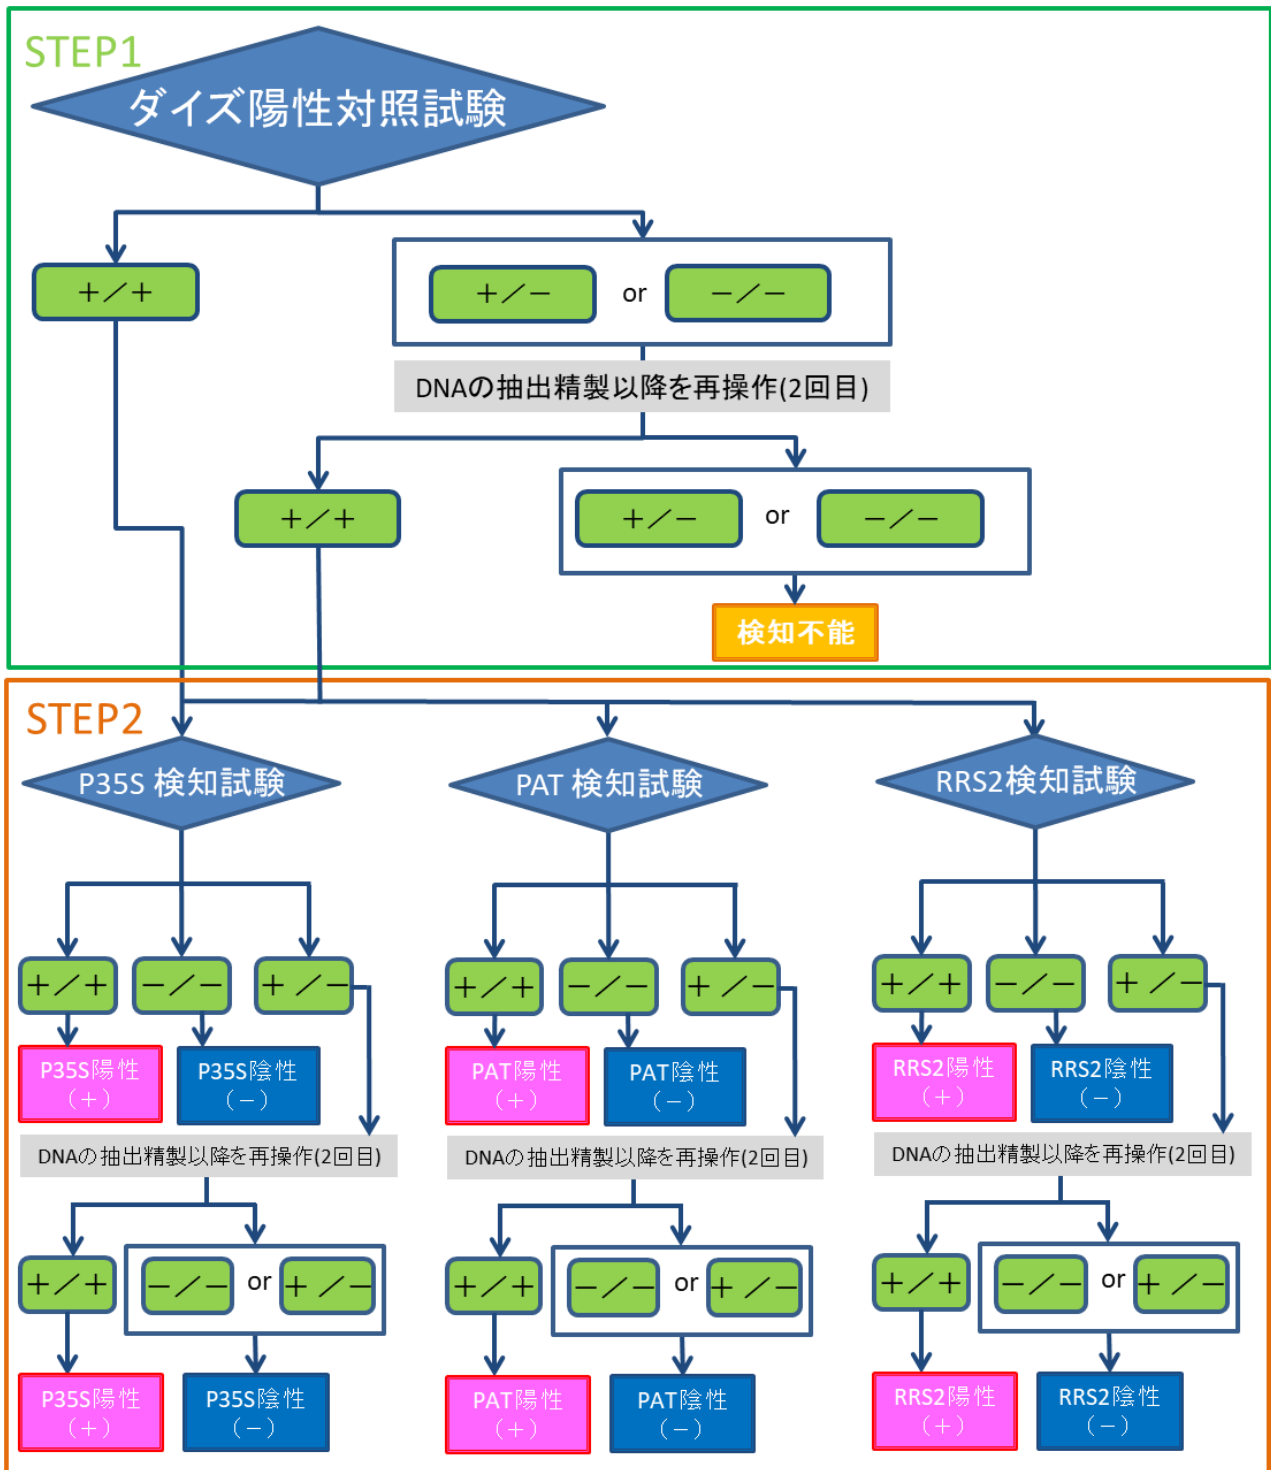 STEP1
ダイズ陽性対照試験
+/+
+/- or -/-
DNAの抽出精製以降を再操作(2回目)
+/+
+/- or -/-
検知不能
STEP2
P35S 検知試験
PAT 検知試験
RRS2検知試験
+/+ -/- + /-
+/+ -/- + /-
+/+ -/- + /-
P35S陽性
(+)
P35S陰性
(-)
PAT陽性
(+)
PAT陰性
(-)
RRS2陽性
(+)
RRS2陰性
(-)
DNAの抽出精製以降を再操作(2回目)
DNAの抽出精製以降を再操作(2回目)
DNAの抽出精製以降を再操作(2回目)
+/+ -/- or + /-
+/+ -/- or + /-
+/+ -/- or + /-
P35S陽性
(+)
P35S陰性
(-)
PAT陽性
(+)
PAT陰性
(-)
RRS2陽性
(+)
RRS2陰性
(-)